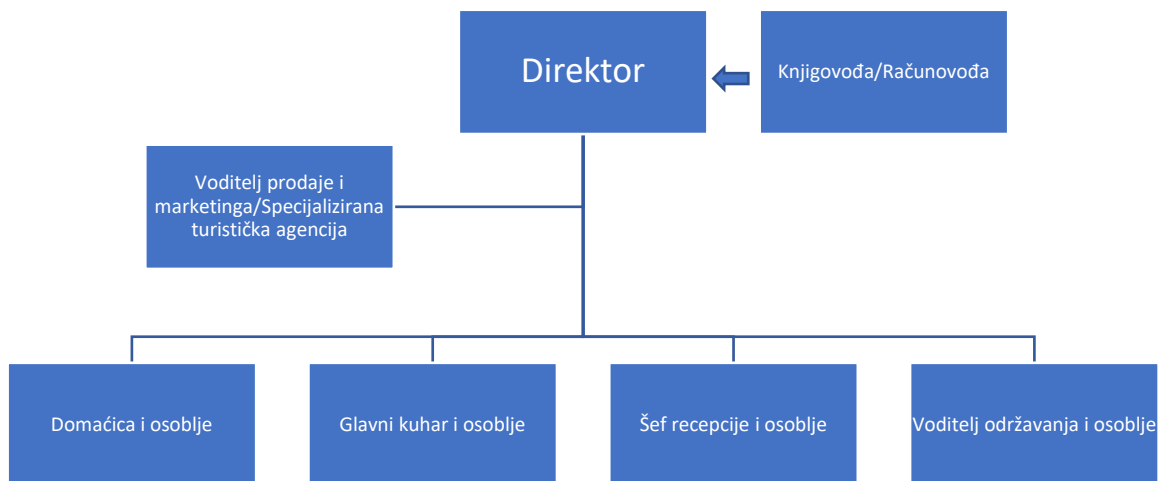 Direktor
Knjigovođa/Računovođa
Voditelj prodaje i
marketinga/Specijalizirana
turistička agencija
Domaćica i osoblje
Glavni kuhar i osoblje
Šef recepcije i osoblje
Voditelj održavanja i osoblje